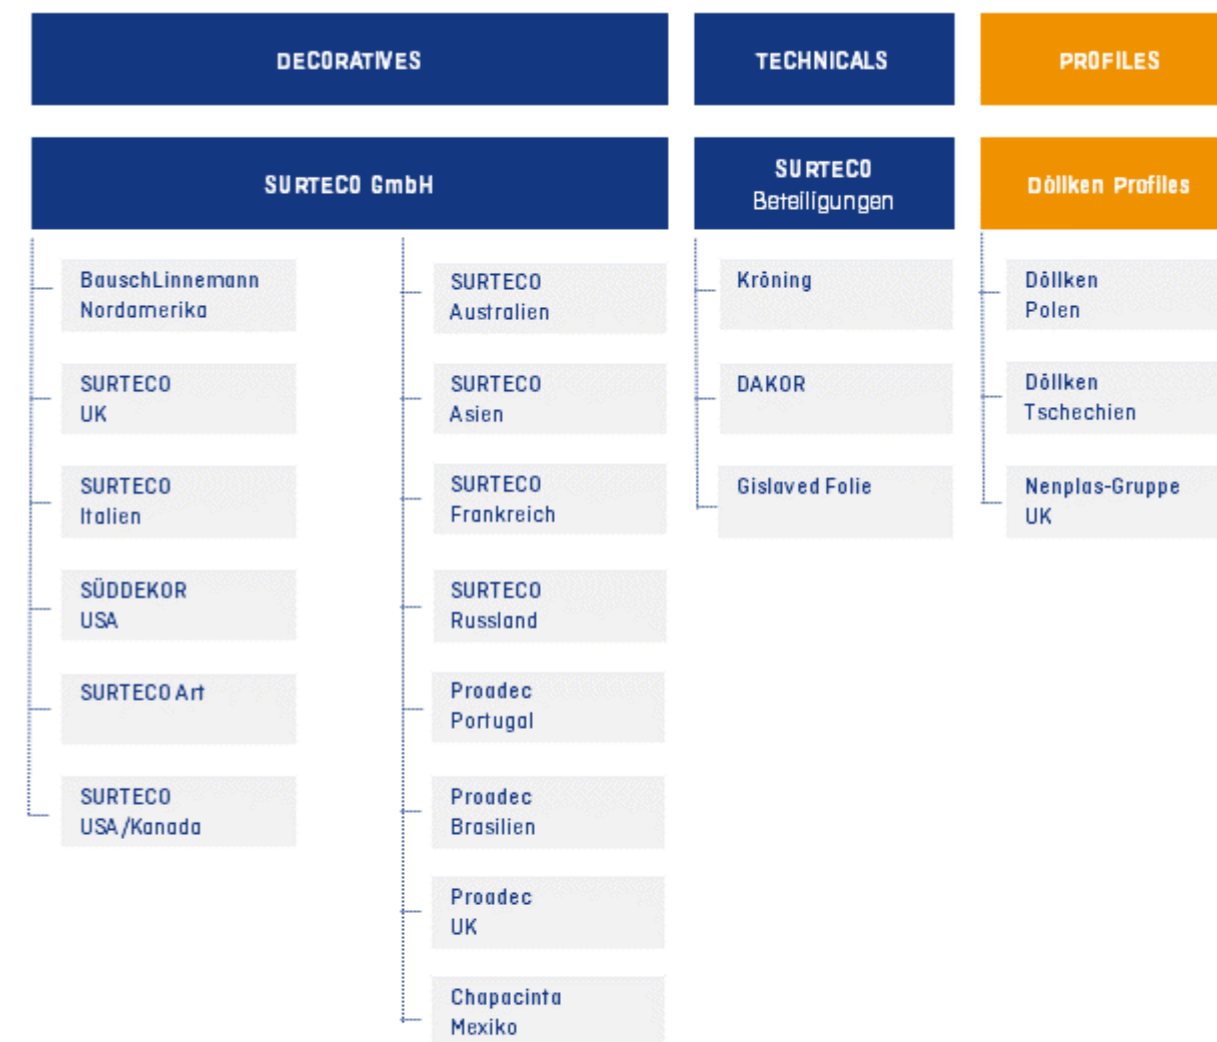 DECORATIVES
TECHNICALS
PROFILES
SURTECO GmbH
SURTECO
Beteiligungen
Döllken Profiles
BauschLinnemann
Nordamerika
SURTECO
UK
SURTECO
Italien
SÜDDEKOR
USA
SURTECO Art
SURTECO
USA/Kanada
SURTECO
Australien
SURTECO
Asien
SURTECO
Frankreich
SURTECO
Russland
Proadec
Portugal
Proadec
Brasilien
Proadec
UK
Chapacinta
Mexiko
Kröning
DAKOR
Gislaved Folie
Döllken
Polen
Döllken
Tschechien
Nenplas-Gruppe
UK